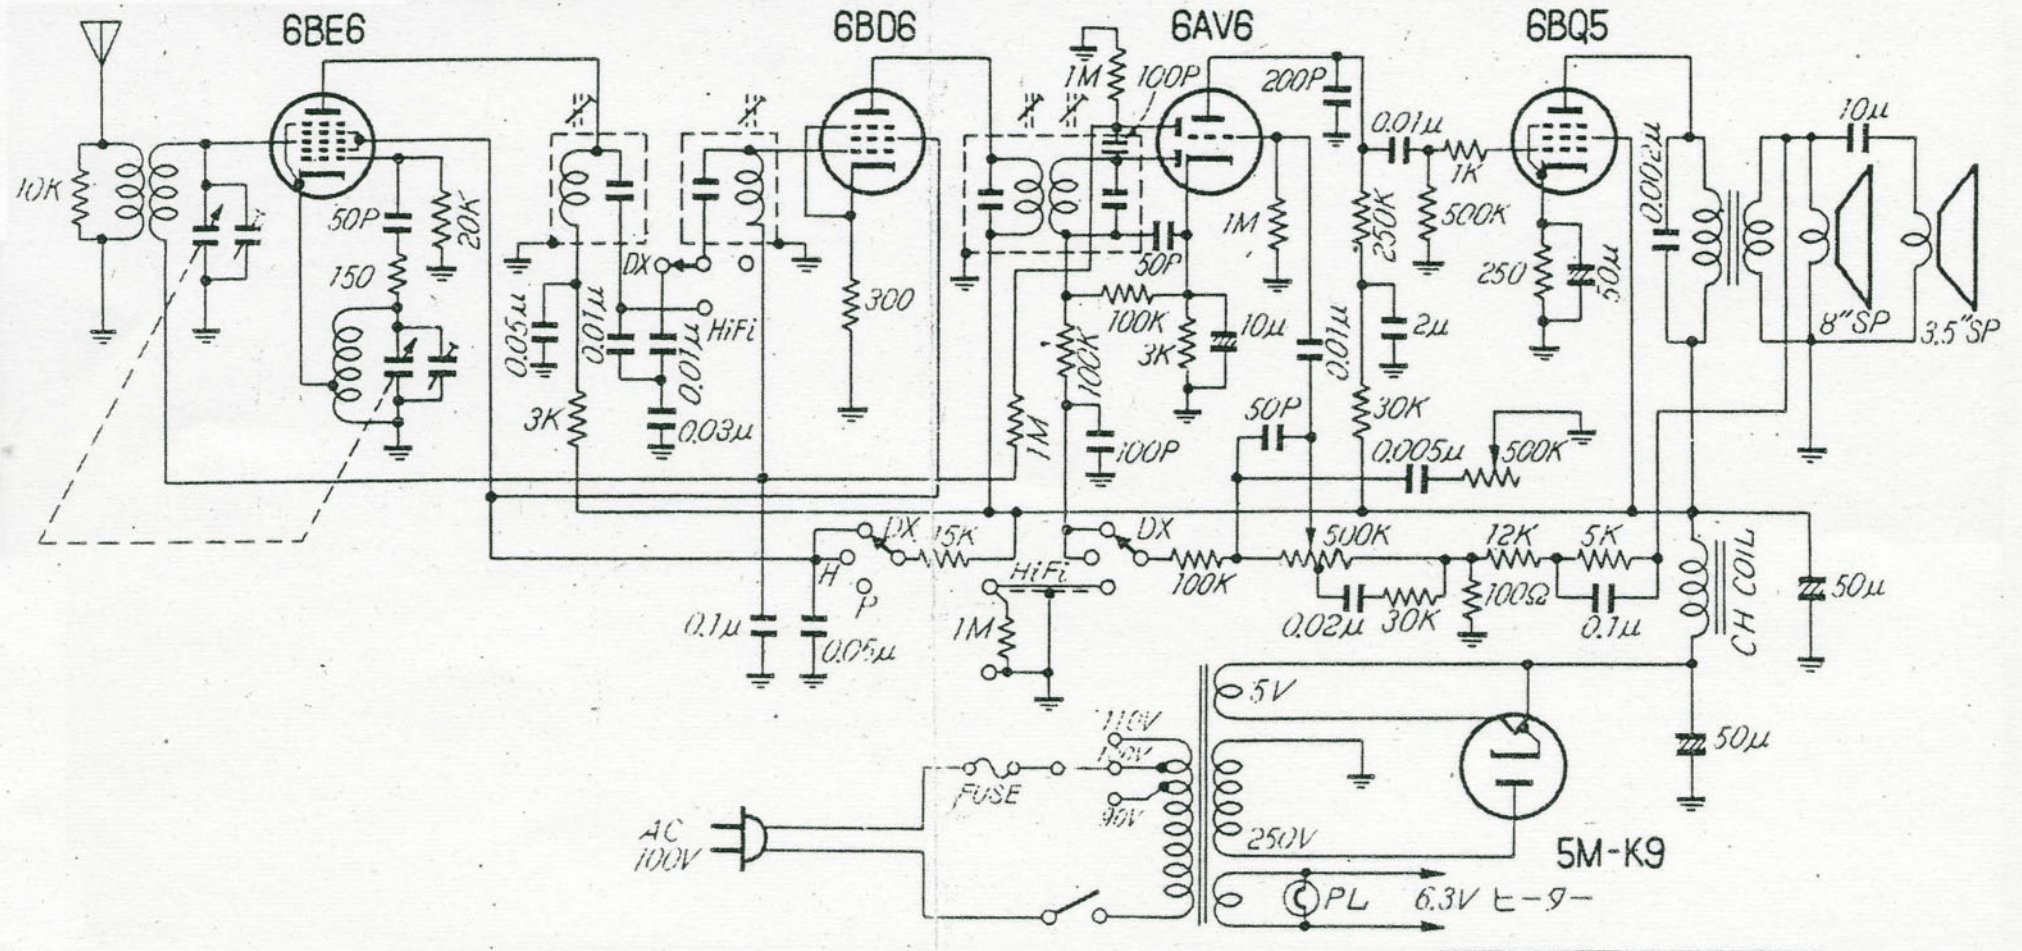 6BE6
6BD6
6AV6
6BQ5
10K
50P
20K
150
0.05μ
3K
0.01μ
DX
HiFi
0.01μ
0.03μ
300
1M
100P
50P
100K
100K
100P
1M
3K
10μ
1M
200P
0.01μ
1K
250K
500K
2μ
0.01μ
30K
50P
0.005μ
500K
250
50μ
0.002μ
10μ
8"SP
3.5"SP
DX
H
P
15K
0.1μ
0.05μ
HiFi
1M
DX
100K
500K
0.02μ
30K
100Ω
12K
5K
0.1μ
CH COIL
50μ
50μ
5V
250V
5M-K9
110V
100V
90V
FUSE
AC
100V
PL
6.3V ヒーター